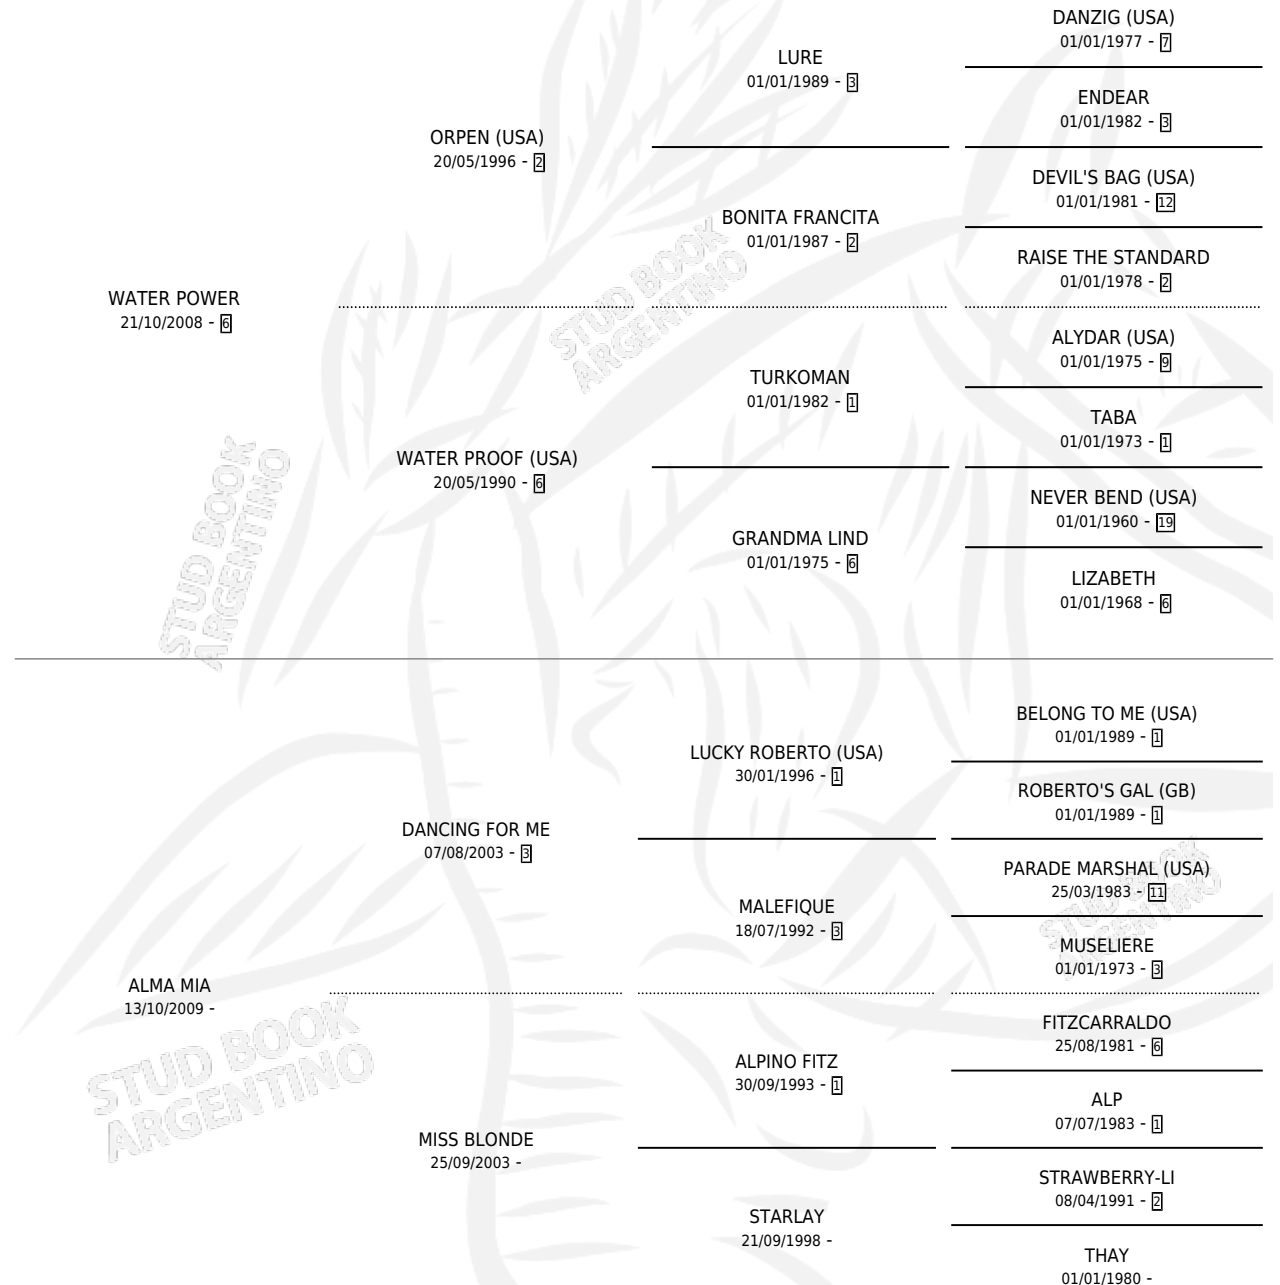 DANZIG (USA)
01/01/1977 - 7
LURE
01/01/1989 - 3
ENDEAR
01/01/1982 - 3
ORPEN (USA)
20/05/1996 - 2
DEVIL'S BAG (USA)
01/01/1981 - 12
BONITA FRANCITA
01/01/1987 - 2
RAISE THE STANDARD
01/01/1978 - 2
WATER POWER
21/10/2008 - 6
STUD BOOK
ARGENTINO
ALYDAR (USA)
01/01/1975 - 9
TURKOMAN
01/01/1982 - 1
TABA
01/01/1973 - 1
WATER PROOF (USA)
20/05/1990 - 6
NEVER BEND (USA)
01/01/1960 - 19
GRANDMA LIND
01/01/1975 - 6
LIZABETH
01/01/1968 - 6
STUD BOOK
ARGENTINO
BELONG TO ME (USA)
01/01/1989 - 1
LUCKY ROBERTO (USA)
30/01/1996 - 1
ROBERTO'S GAL (GB)
01/01/1989 - 1
DANCING FOR ME
07/08/2003 - 3
PARADE MARSHAL (USA)
25/03/1983 - 11
MALEFIQUE
18/07/1992 - 3
MUSELIERE
01/01/1973 - 3
STUD BOOK
ARGENTINO
ALMA MIA
13/10/2009 -
FITZCARRALDO
25/08/1981 - 6
ALPINO FITZ
30/09/1993 - 1
ALP
07/07/1983 - 1
STUD BOOK
ARGENTINO
MISS BLONDE
25/09/2003 -
STRAWBERRY-LI
08/04/1991 - 2
STARLAY
21/09/1998 -
THAY
01/01/1980 -